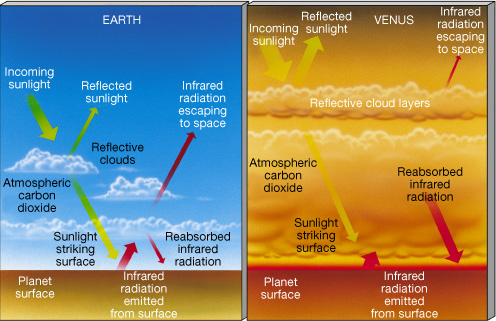 EARTH
Incoming
sunlight
Reflected
sunlight
Infrared
radiation
escaping
to space
Reflective
clouds
Atmospheric
carbon
dioxide
Sunlight
striking
surface
Reabsorbed
infrared
radiation
Planet
surface
Infrared
radiation
emitted
from surface
VENUS
Incoming
sunlight
Reflected
sunlight
Infrared
radiation
escaping
to space
Reflective cloud layers
Atmospheric
carbon
dioxide
Reabsorbed
infrared
radiation
Sunlight
striking
surface
Planet
surface
Infrared
radiation
emitted
from surface